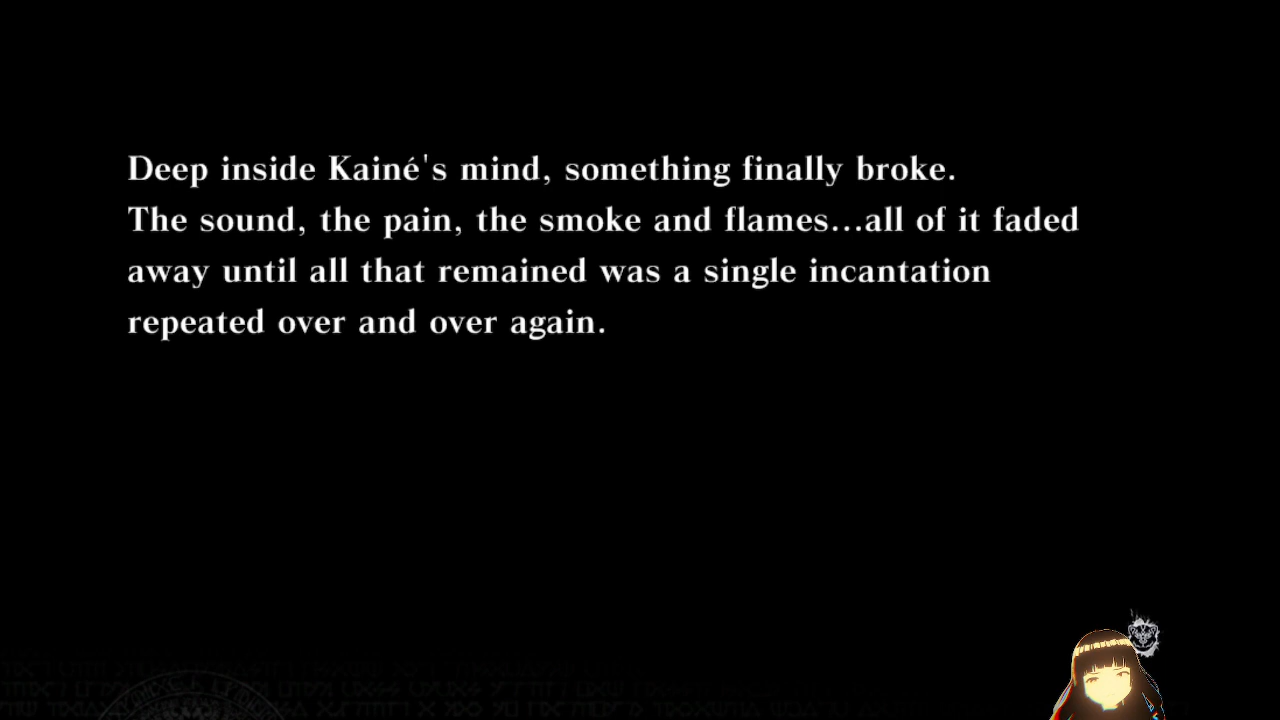 Deep inside Kainé's mind, something finally broke.
The sound, the pain, the smoke and flames...all of it faded
away until all that remained was a single incantation
repeated over and over again.